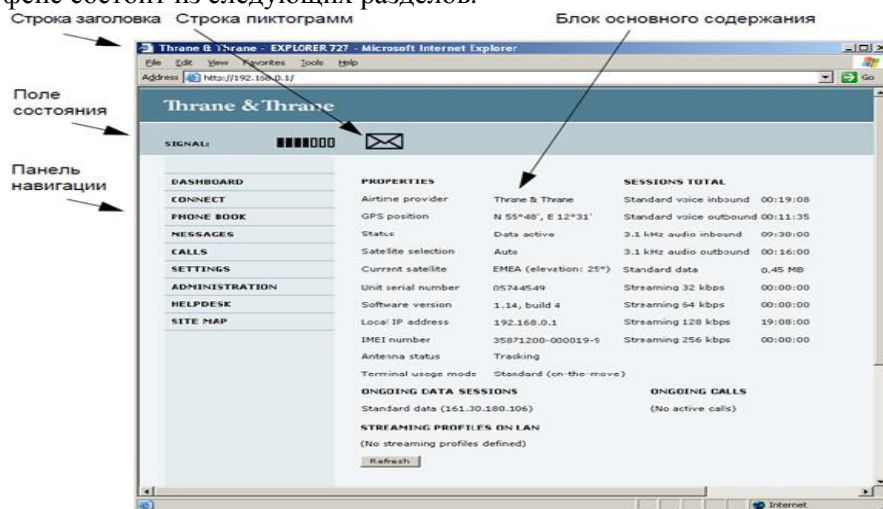 фейс состоит из следующих разделов.
Строка заголовка Строка пиктограмм Блок основного содержания
Thrane & Thrane - EXPLORER 727 - Microsoft Internet Explorer
File Edit View Favorites Tools Help
Address http://192.168.0.1/ Go
Поле
состояния
Thrane & Thrane
SIGNAL:
Панель
навигации
DASHBOARD PROPERTIES SESSIONS TOTAL
CONNECT Airtime provider Thrane & Thrane Standard voice inbound 00:19:08
PHONE BOOK GPS position N 55°48', E 12°31' Standard voice outbound 00:11:35
MESSAGES Status Data active 3.1 kHz audio inbound 09:30:00
CALLS Satellite selection Auto 3.1 kHz audio outbound 00:16:00
SETTINGS Current satellite EMEA (elevation: 25°) Standard data 0.45 MB
ADMINISTRATION Unit serial number 05744549 Streaming 32 kbps 00:00:00
HELPDESK Software version 1.14, build 4 Streaming 64 kbps 00:00:00
SITE MAP Local IP address 192.168.0.1 Streaming 128 kbps 19:08:00
IMEI number 35871200-000019-9 Streaming 256 kbps 00:00:00
Antenna status Tracking
Terminal usage mode Standard (on-the-move)
ONGOING DATA SESSIONS ONGOING CALLS
Standard data (161.30.180.106) (No active calls)
STREAMING PROFILES ON LAN
(No streaming profiles defined)
Refresh
Internet